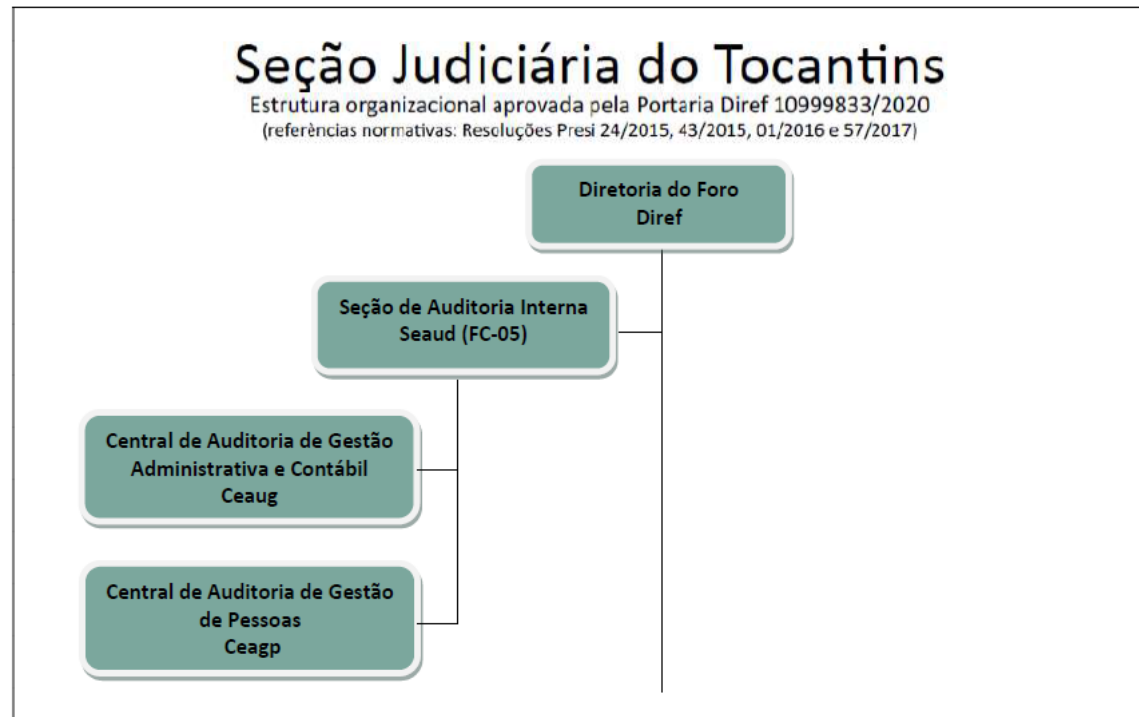 Seção Judiciária do Tocantins
Estrutura organizacional aprovada pela Portaria Diref 10999833/2020
(referências normativas: Resoluções Presi 24/2015, 43/2015, 01/2016 e 57/2017)
Diretoria do Foro
Diref
Seção de Auditoria Interna
Seaud (FC-05)
Central de Auditoria de Gestão
Administrativa e Contábil
Ceaug
Central de Auditoria de Gestão
de Pessoas
Ceagp